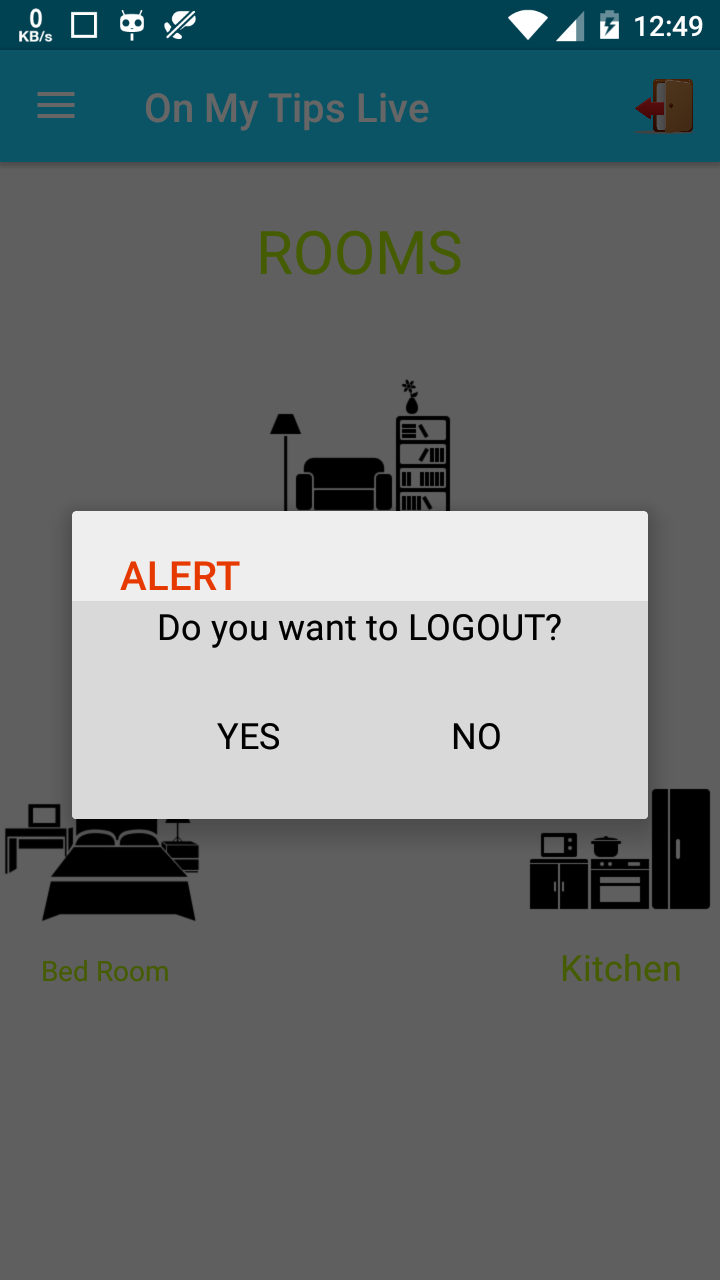 0
KB/s
12:49
On My Tips Live
ROOMS
ALERT
Do you want to LOGOUT?
YES NO
Bed Room
Kitchen